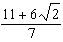 (11 + 6√2)/7